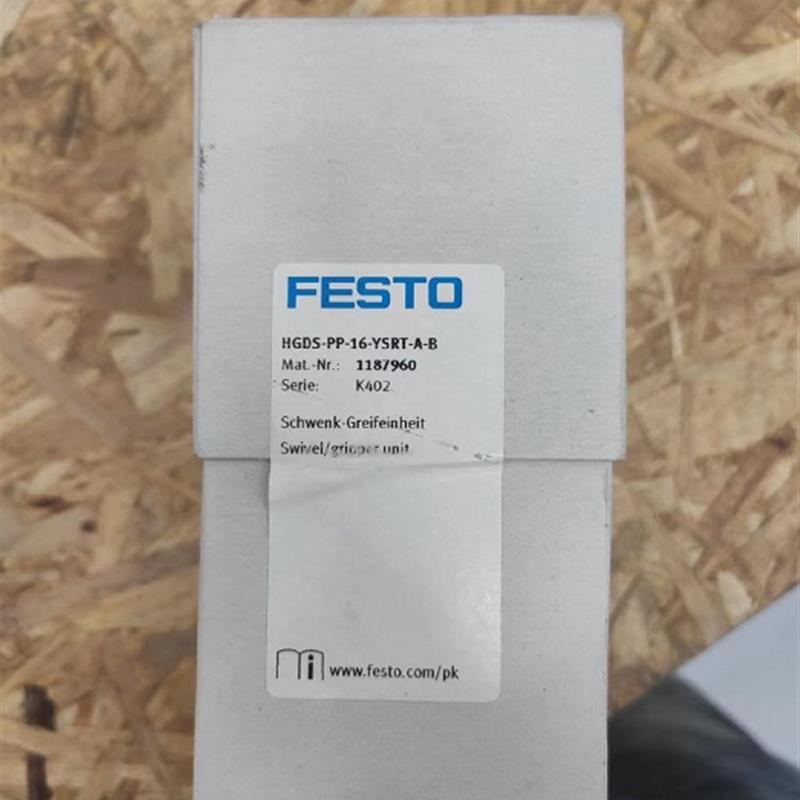 FESTO
HGDS-PP-16-YSRT-A-B
Mat.-Nr.: 1187960
Serie: K402
Schwenk-Greifeinheit
Swivel/gripper unit
i www.festo.com/pk